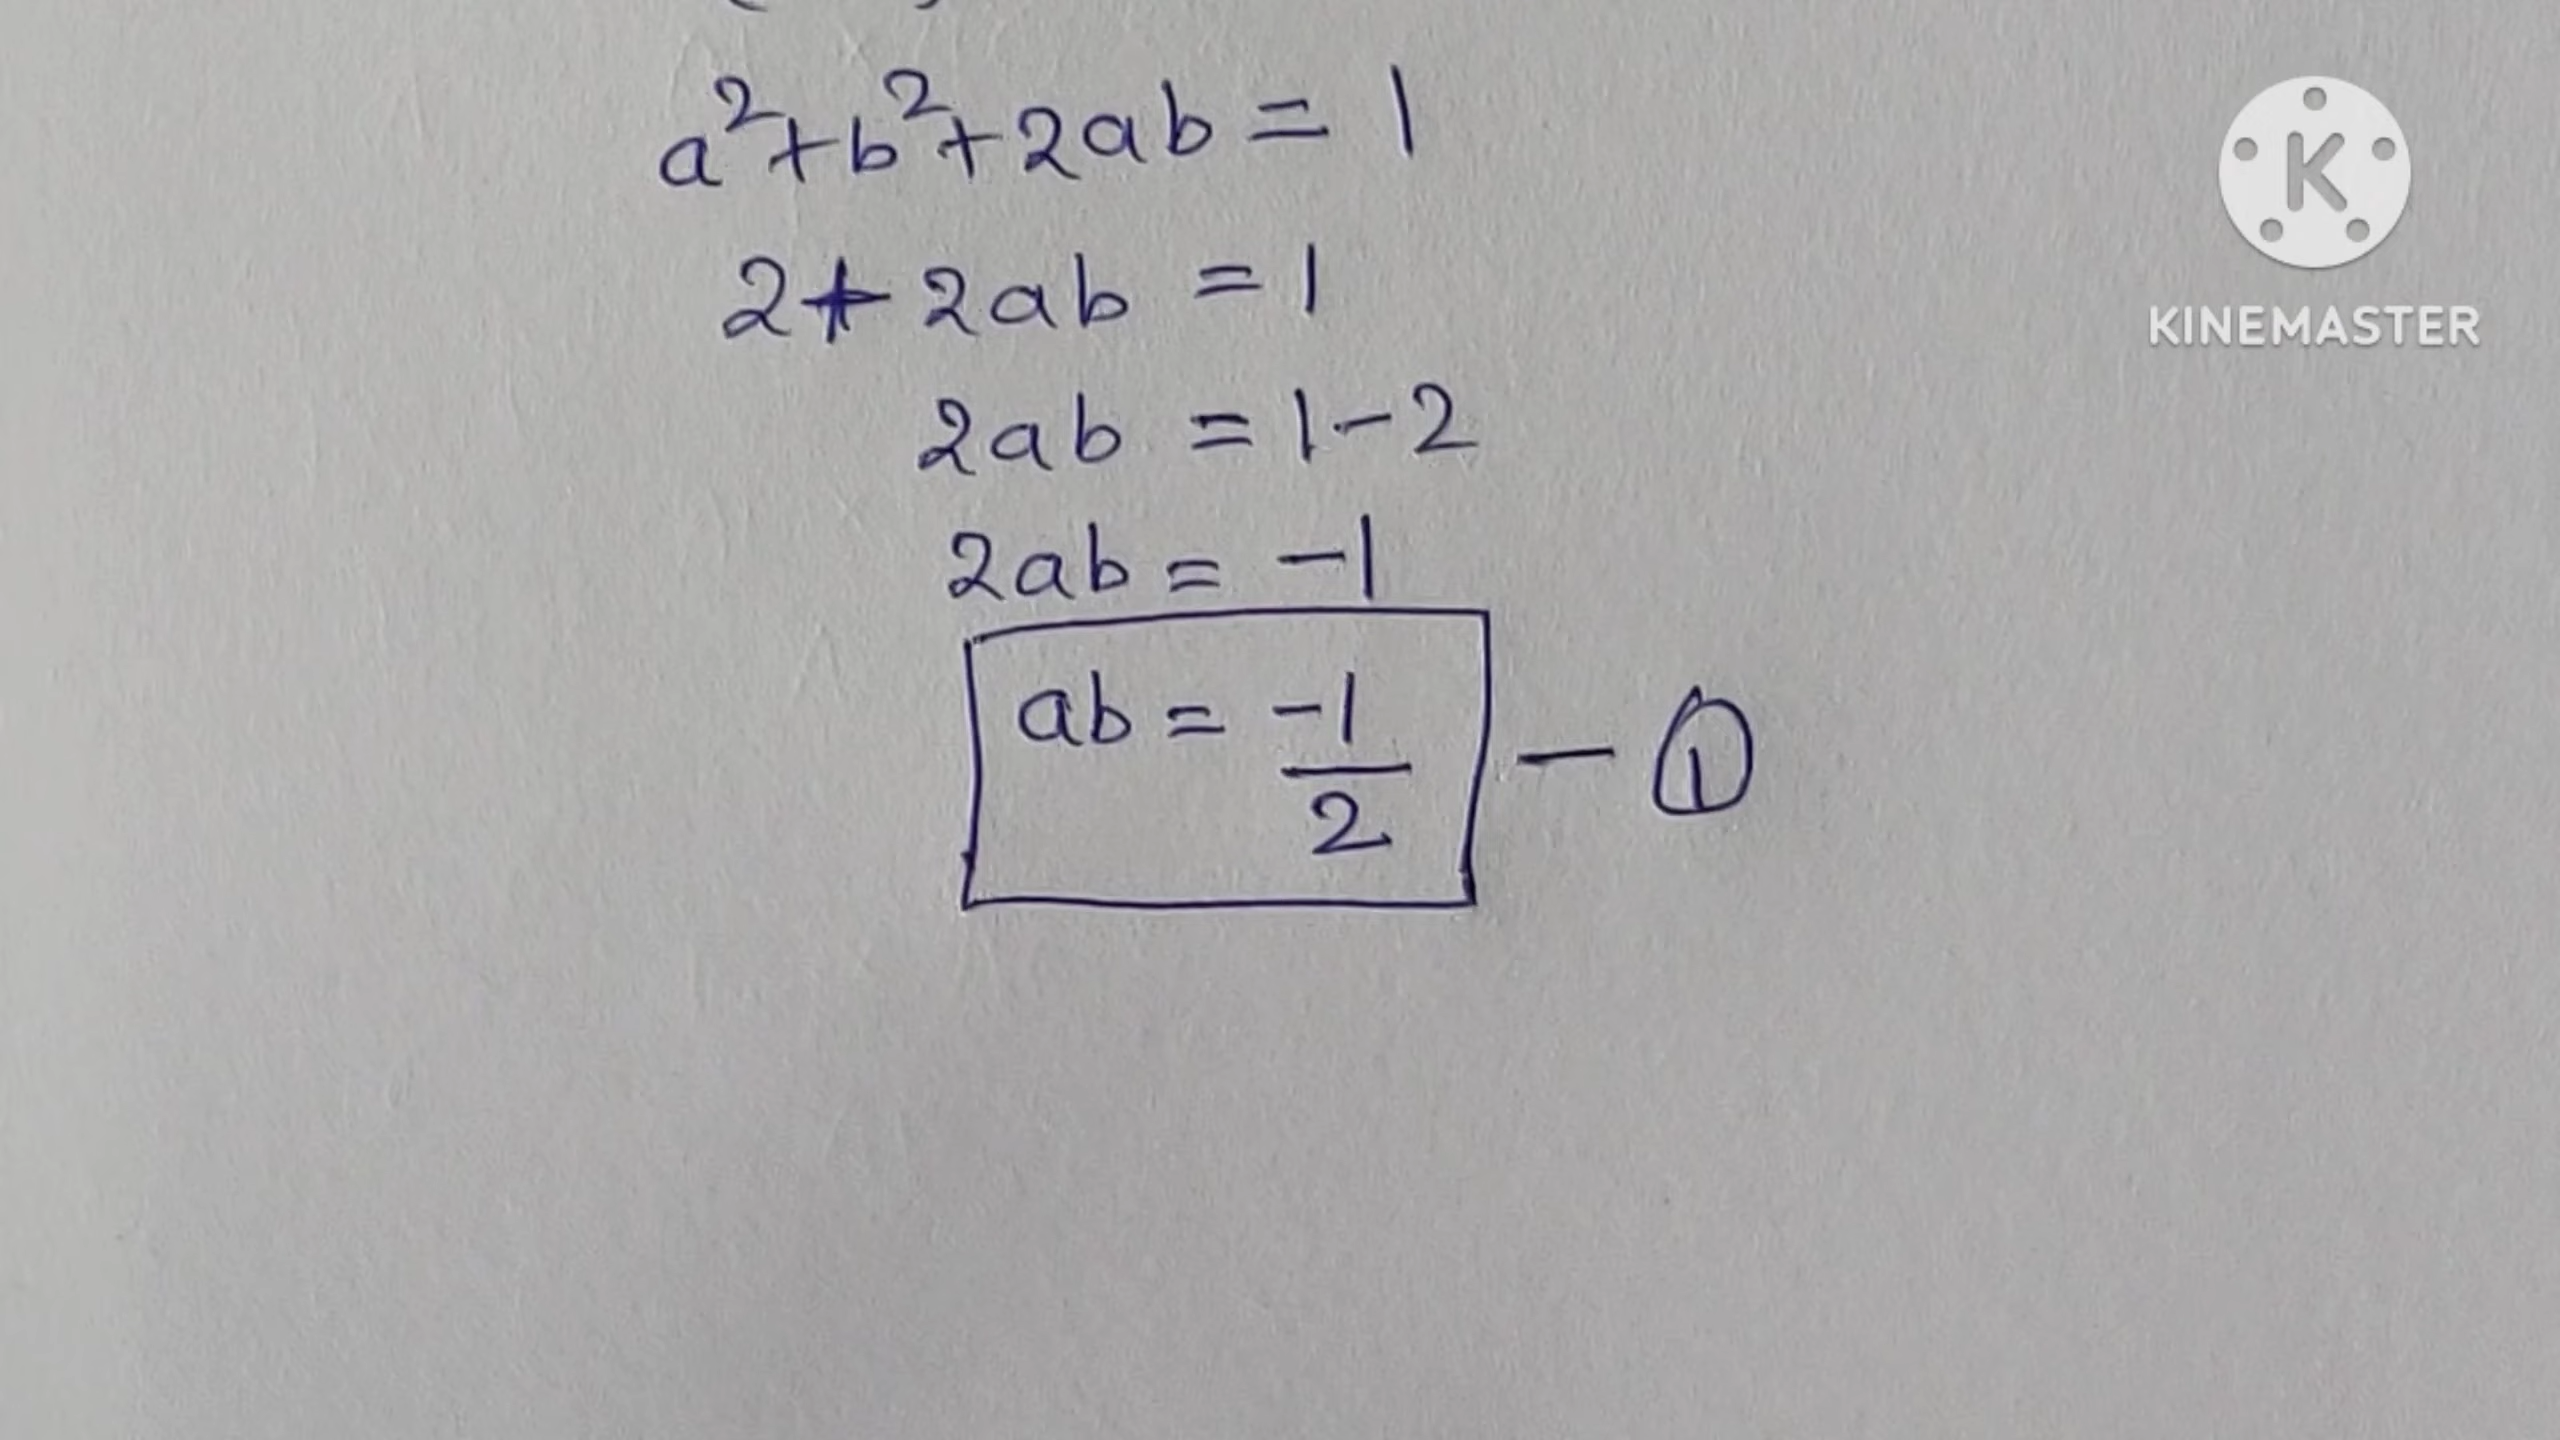 a²+b²+2ab = 1
2+2ab = 1
2ab = 1-2
2ab = -1
ab = -1/2 — ①
K
KINEMASTER